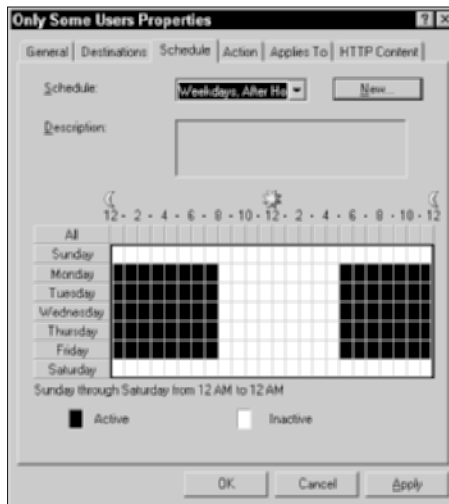 Only Some Users Properties
General Destinations Schedule Action Applies To HTTP Content
Schedule: Weekdays, After Ho New...
Description:
12 - 2 - 4 - 6 - 8 - 10 - 12 - 2 - 4 - 6 - 8 - 10 - 12
All
Sunday
Monday
Tuesday
Wednesday
Thursday
Friday
Saturday
Sunday through Saturday from 12 AM to 12 AM
Active Inactive
OK Cancel Apply